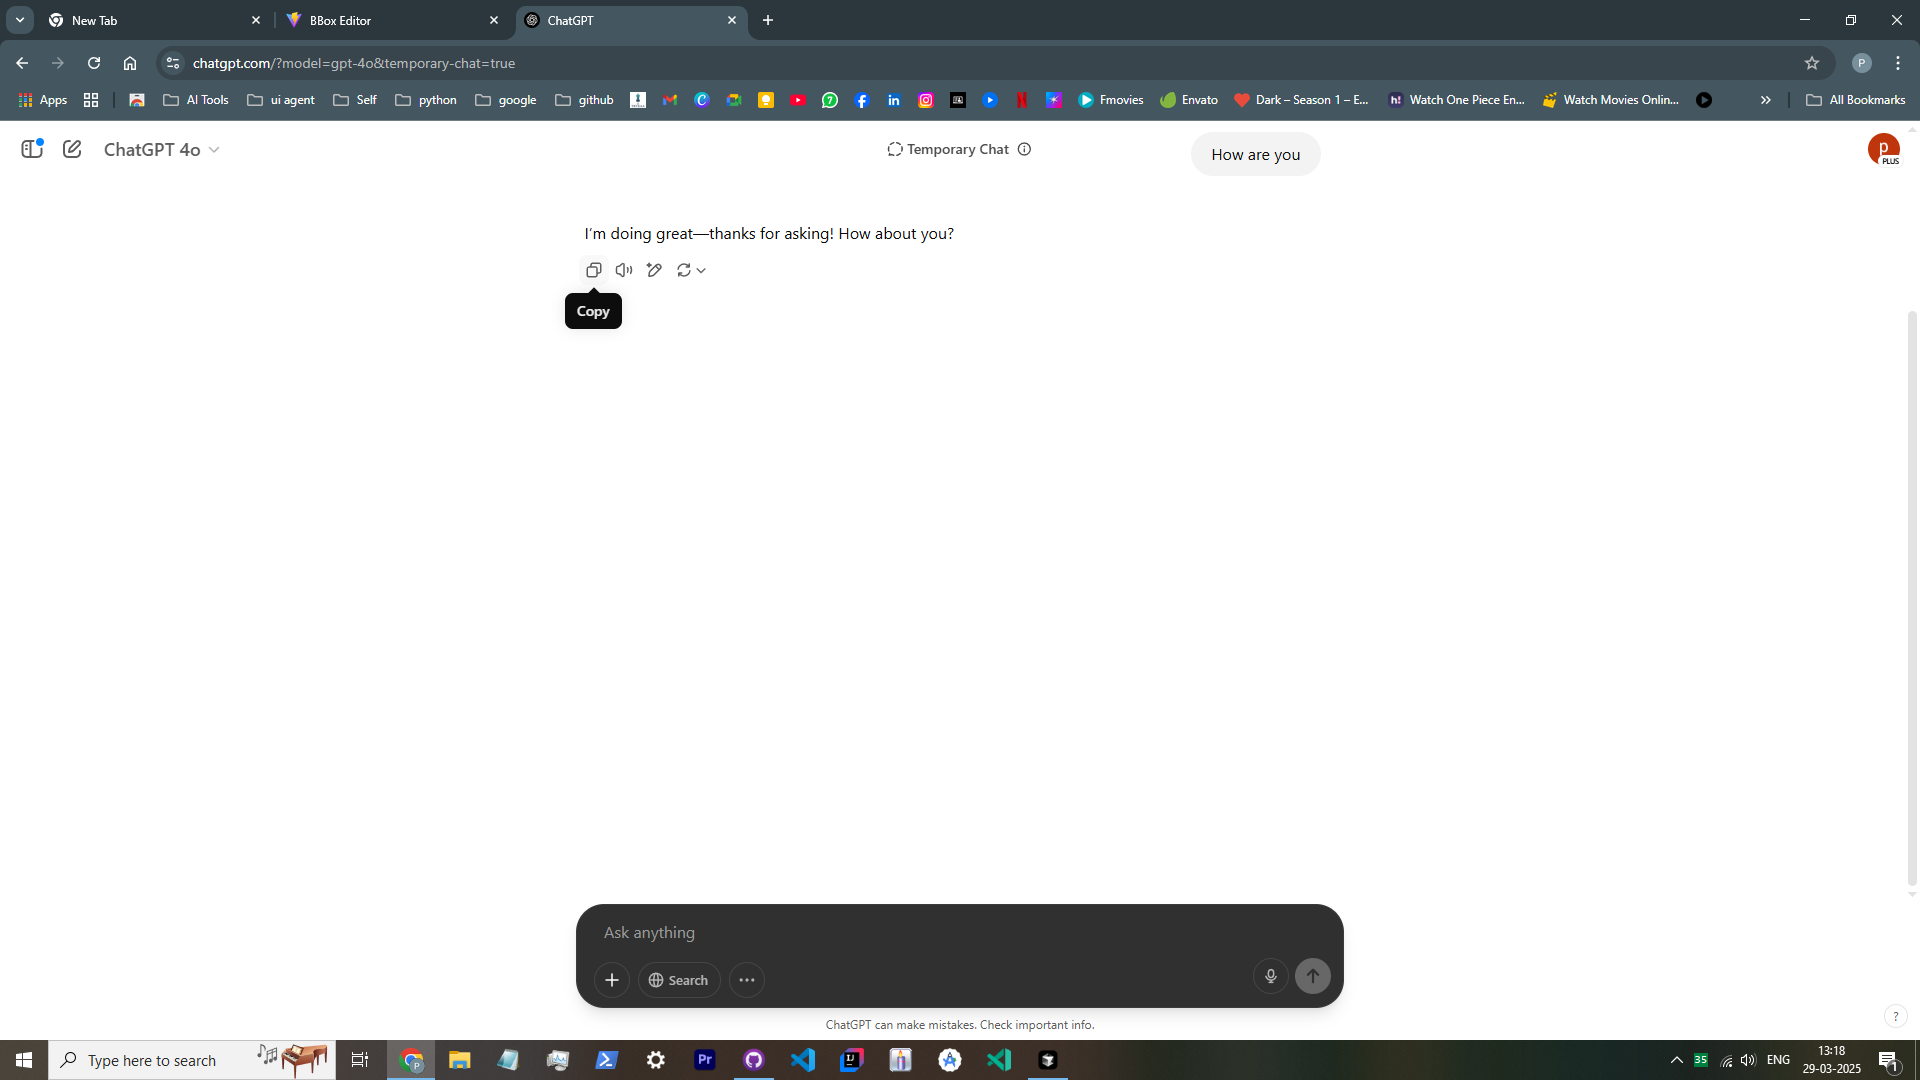 New Tab
BBox Editor
ChatGPT
chatgpt.com/?model=gpt-4o&temporary-chat=true
P
Apps
AI Tools
ui agent
Self
python
google
github
Fmovies
Envato
Dark – Season 1 – E...
Watch One Piece En...
Watch Movies Onlin...
All Bookmarks
ChatGPT 4o
Temporary Chat
How are you
p
PLUS
I'm doing great—thanks for asking! How about you?
Copy
Ask anything
Search
ChatGPT can make mistakes. Check important info.
?
Type here to search
Pr
35
ENG
13:18
29-03-2025
1